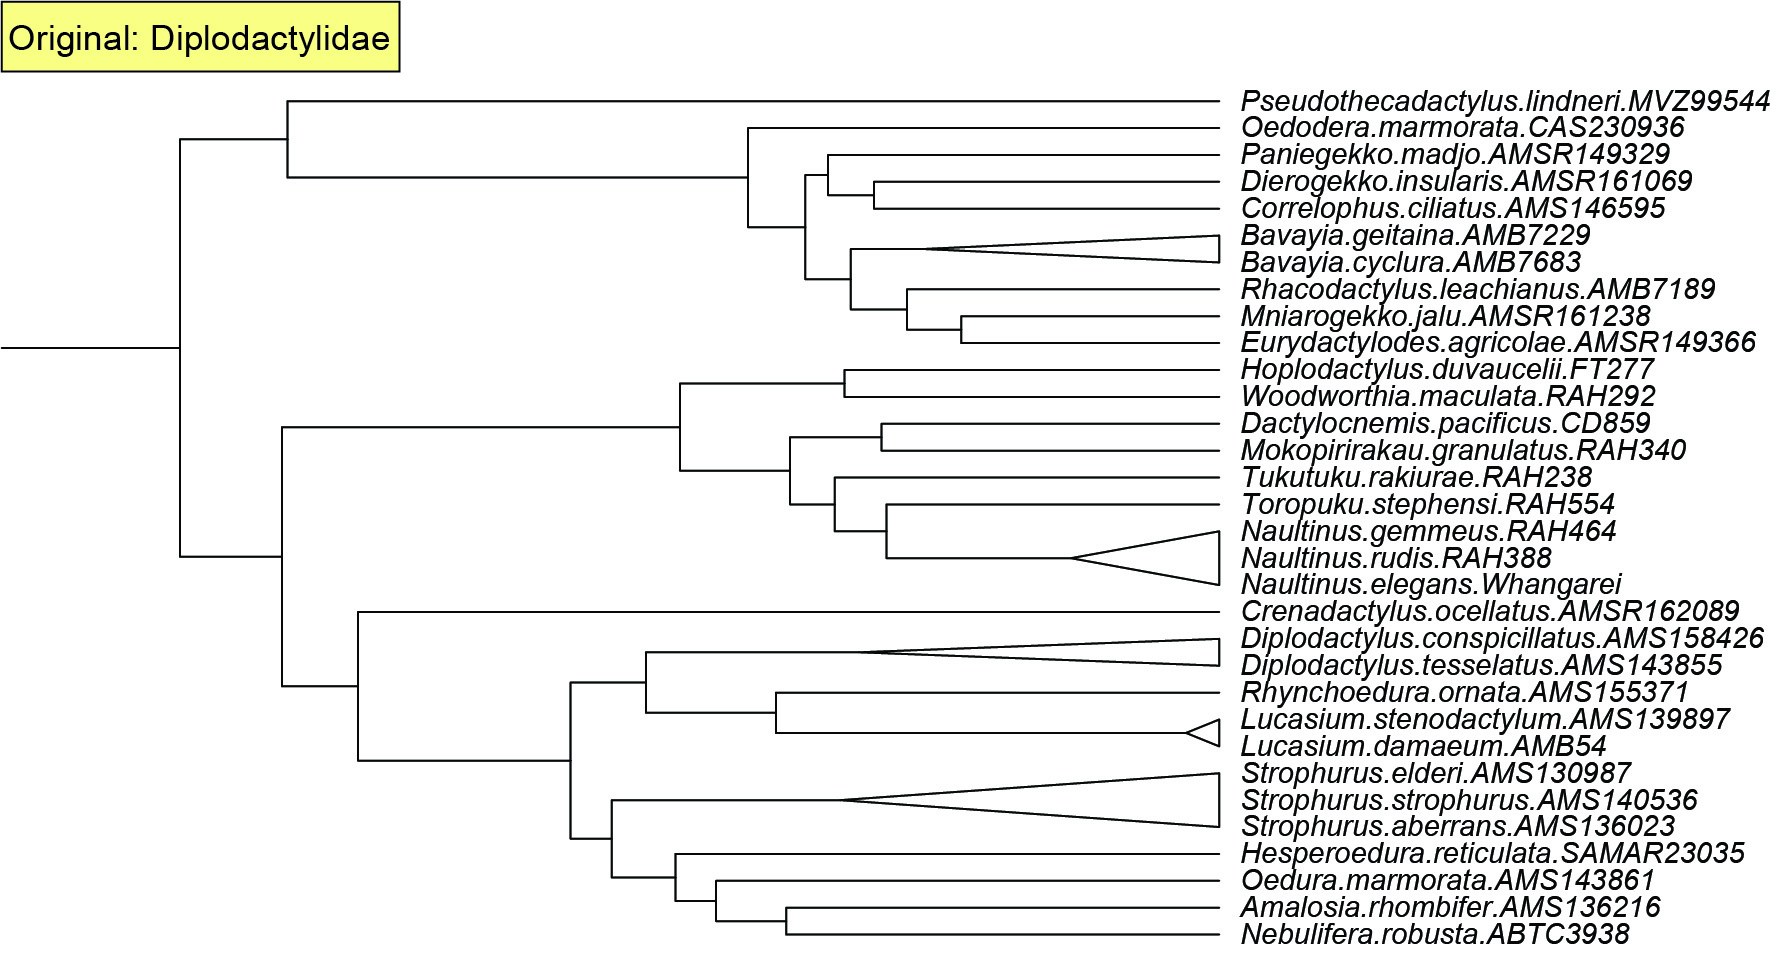 Original: Diplodactylidae
Pseudothecadactylus.lindneri.MVZ99544
Oedodera.marmorata.CAS230936
Paniegekko.madjo.AMSR149329
Dierogekko.insularis.AMSR161069
Correlophus.ciliatus.AMS146595
Bavayia.geitaina.AMB7229
Bavayia.cyclura.AMB7683
Rhacodactylus.leachianus.AMB7189
Mniarogekko.jalu.AMSR161238
Eurydactylodes.agricolae.AMSR149366
Hoplodactylus.duvaucelii.FT277
Woodworthia.maculata.RAH292
Dactylocnemis.pacificus.CD859
Mokopirirakau.granulatus.RAH340
Tukutuku.rakiurae.RAH238
Toropuku.stephensi.RAH554
Naultinus.gemmeus.RAH464
Naultinus.rudis.RAH388
Naultinus.elegans.Whangarei
Crenadactylus.ocellatus.AMSR162089
Diplodactylus.conspicillatus.AMS158426
Diplodactylus.tesselatus.AMS143855
Rhynchoedura.ornata.AMS155371
Lucasium.stenodactylum.AMS139897
Lucasium.damaeum.AMB54
Strophurus.elderi.AMS130987
Strophurus.strophurus.AMS140536
Strophurus.aberrans.AMS136023
Hesperoedura.reticulata.SAMAR23035
Oedura.marmorata.AMS143861
Amalosia.rhombifer.AMS136216
Nebulifera.robusta.ABTC3938